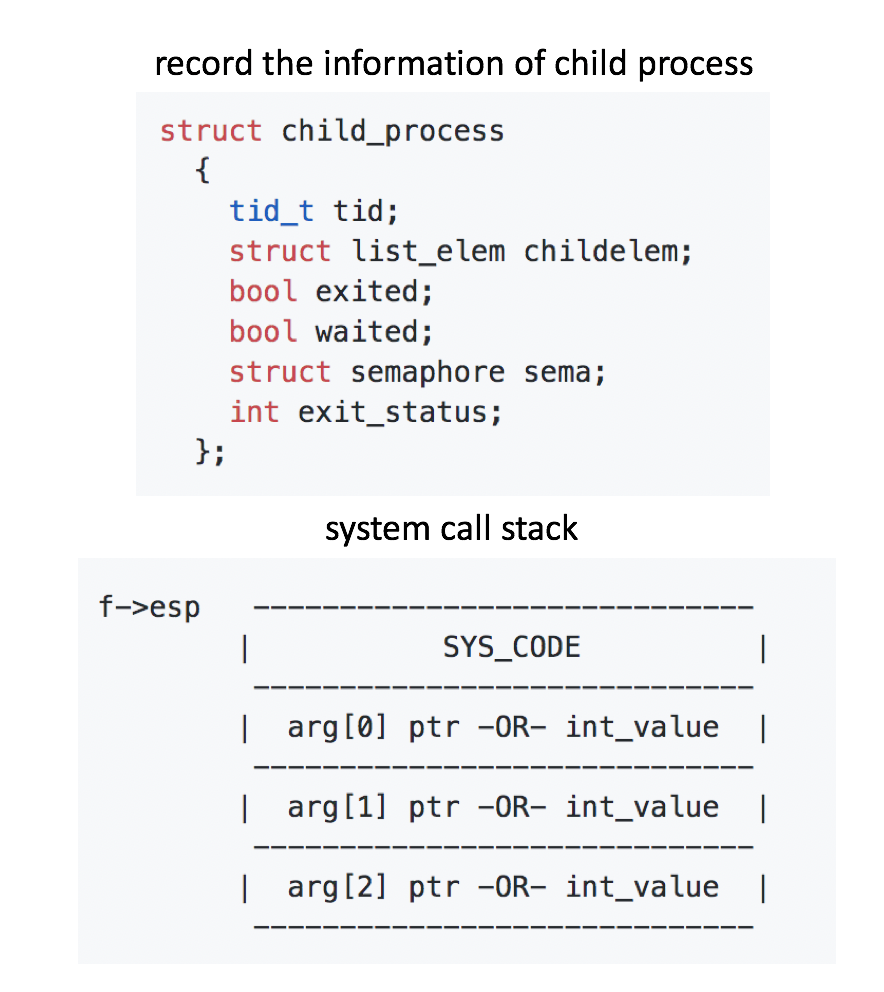 record the information of child process
struct child_process
{
tid_t tid;
struct list_elem childelem;
bool exited;
bool waited;
struct semaphore sema;
int exit_status;
};
system call stack
f->esp -----------------------------
| SYS_CODE |
-----------------------------
| arg[0] ptr -OR- int_value |
-----------------------------
| arg[1] ptr -OR- int_value |
-----------------------------
| arg[2] ptr -OR- int_value |
-----------------------------